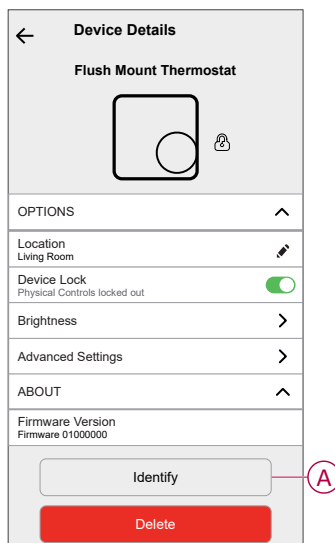 Device Details
Flush Mount Thermostat
OPTIONS
Location
Living Room
Device Lock
Physical Controls locked out
Brightness
Advanced Settings
ABOUT
Firmware Version
Firmware 01000000
Identify
A
Delete